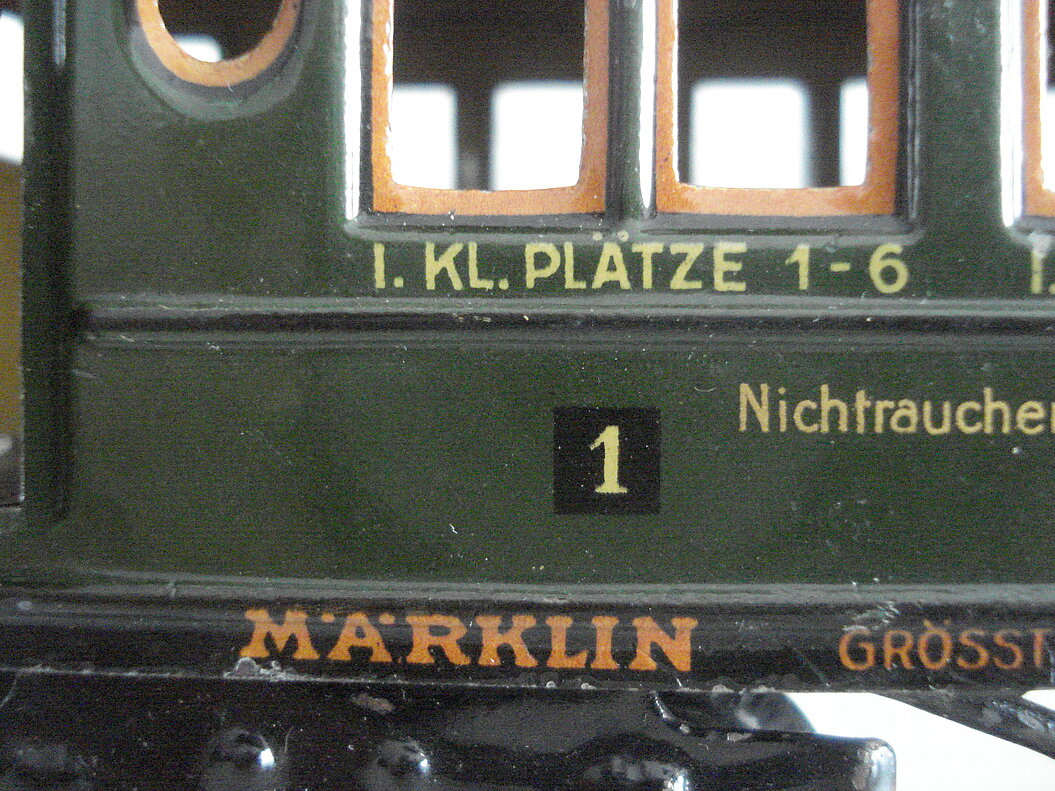 I. KL. PLÄTZE 1-6
Nichtraucher
1
MÄRKLIN